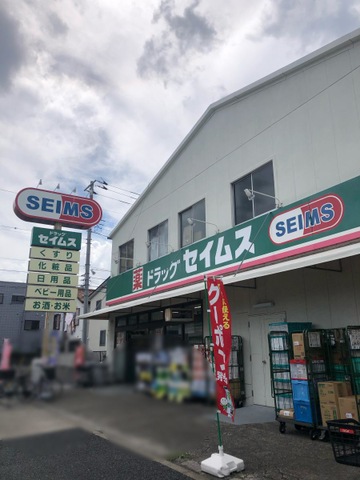 SEIMS
ドラッグ
セイムス
くすり
化粧品
日用品
ベビー用品
お酒・お米
薬 ドラッグ セイムス SEIMS
クーポン